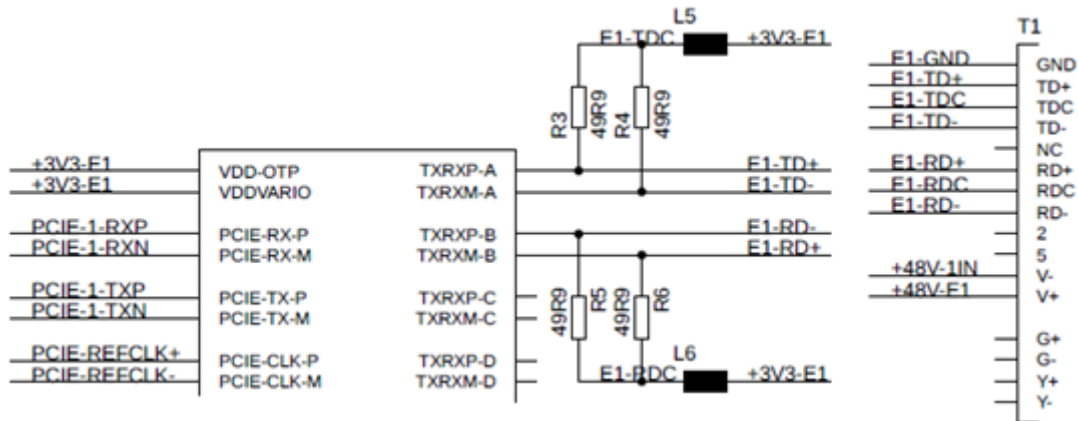 L5
T1
E1-TDC
+3V3-E1
E1-GND
GND
E1-TD+
TD+
E1-TDC
TDC
E1-TD-
TD-
R3
49R9
R4
49R9
NC
+3V3-E1
VDD-OTP
TXRXP-A
E1-TD+
E1-RD+
RD+
+3V3-E1
VDDVARIO
TXRXM-A
E1-TD-
E1-RDC
RDC
E1-RD-
RD-
PCIE-1-RXP
PCIE-RX-P
TXRXP-B
E1-RD-
2
PCIE-1-RXN
PCIE-RX-M
TXRXM-B
E1-RD+
5
+48V-1IN
V-
PCIE-1-TXP
PCIE-TX-P
TXRXP-C
+48V-E1
V+
PCIE-1-TXN
PCIE-TX-M
TXRXM-C
49R9
R5
49R9
R6
G+
PCIE-REFCLK+
PCIE-CLK-P
TXRXP-D
L6
G-
PCIE-REFCLK-
PCIE-CLK-M
TXRXM-D
E1-RDC
+3V3-E1
Y+
Y-